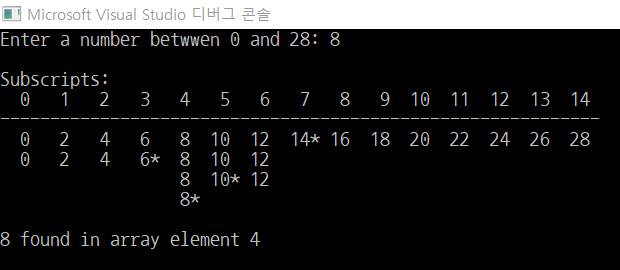 Microsoft Visual Studio 디버그 콘솔
Enter a number betwwen 0 and 28: 8
Subscripts:
0 1 2 3 4 5 6 7 8 9 10 11 12 13 14
------------------------------------------------------------
0 2 4 6 8 10 12 14* 16 18 20 22 24 26 28
0 2 4 6* 8 10 12
8 10* 12
8*
8 found in array element 4